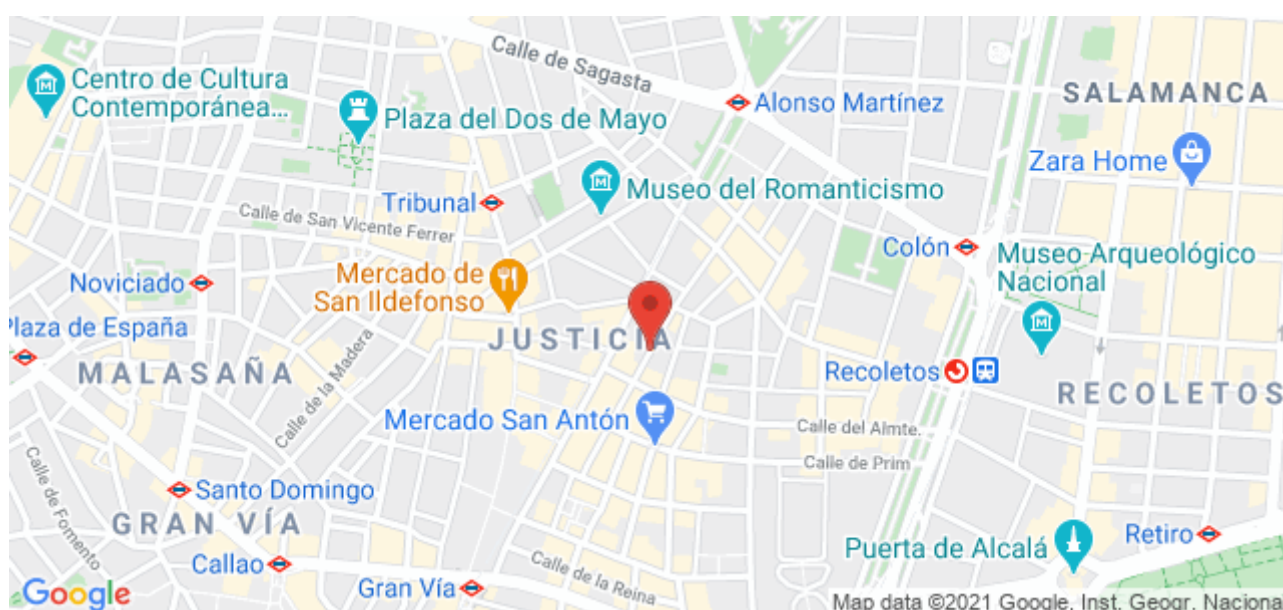 Calle de Sagasta
Centro de Cultura
Contemporánea...
Plaza del Dos de Mayo
Alonso Martínez
SALAMANCA
Zara Home
Tribunal
Museo del Romanticismo
Calle de San Vicente Ferrer
Colón
Museo Arqueológico
Nacional
Noviciado
Mercado de
San Ildefonso
Plaza de España
JUSTICIA
MALASAÑA
Calle de la Madera
Recoletos
RECOLETOS
Mercado San Antón
Calle del Almte.
Calle de Prim
Calle de Fomento
Santo Domingo
GRAN VÍA
Callao
Gran Vía
Calle de la Reina
Puerta de Alcalá
Retiro
Google
Map data ©2021 Google, Inst. Geogr. Naciona